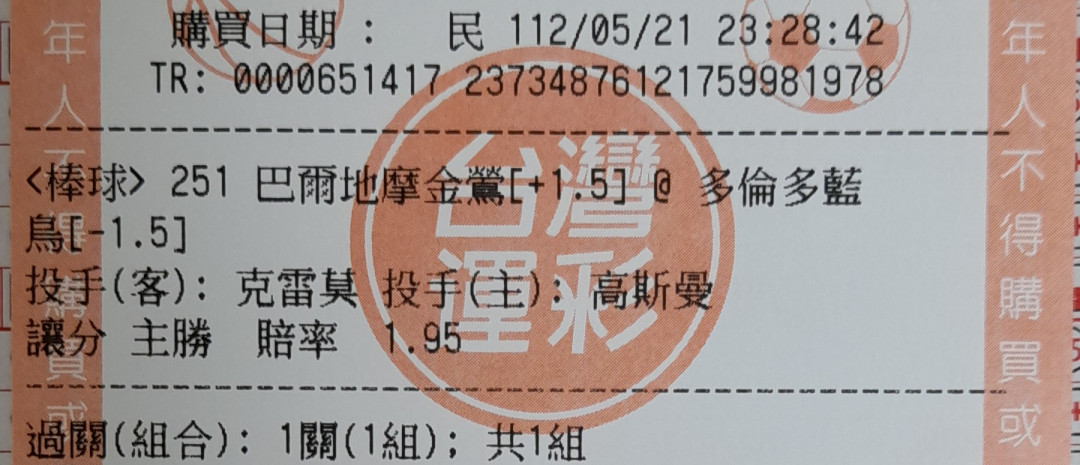 購買日期： 民 112/05/21 23:28:42
TR: 0000651417 237348761217599819​78
<棒球> 251 巴爾地摩金鶯[+1.5] @ 多倫多藍
鳥[-1.5]
投手(客): 克雷莫 投手(主): 高斯曼
讓分 主勝 賠率 1.95
過關(組合): 1關(1組); 共1組
台灣
運彩
年人不得購買或
年人不得購買或